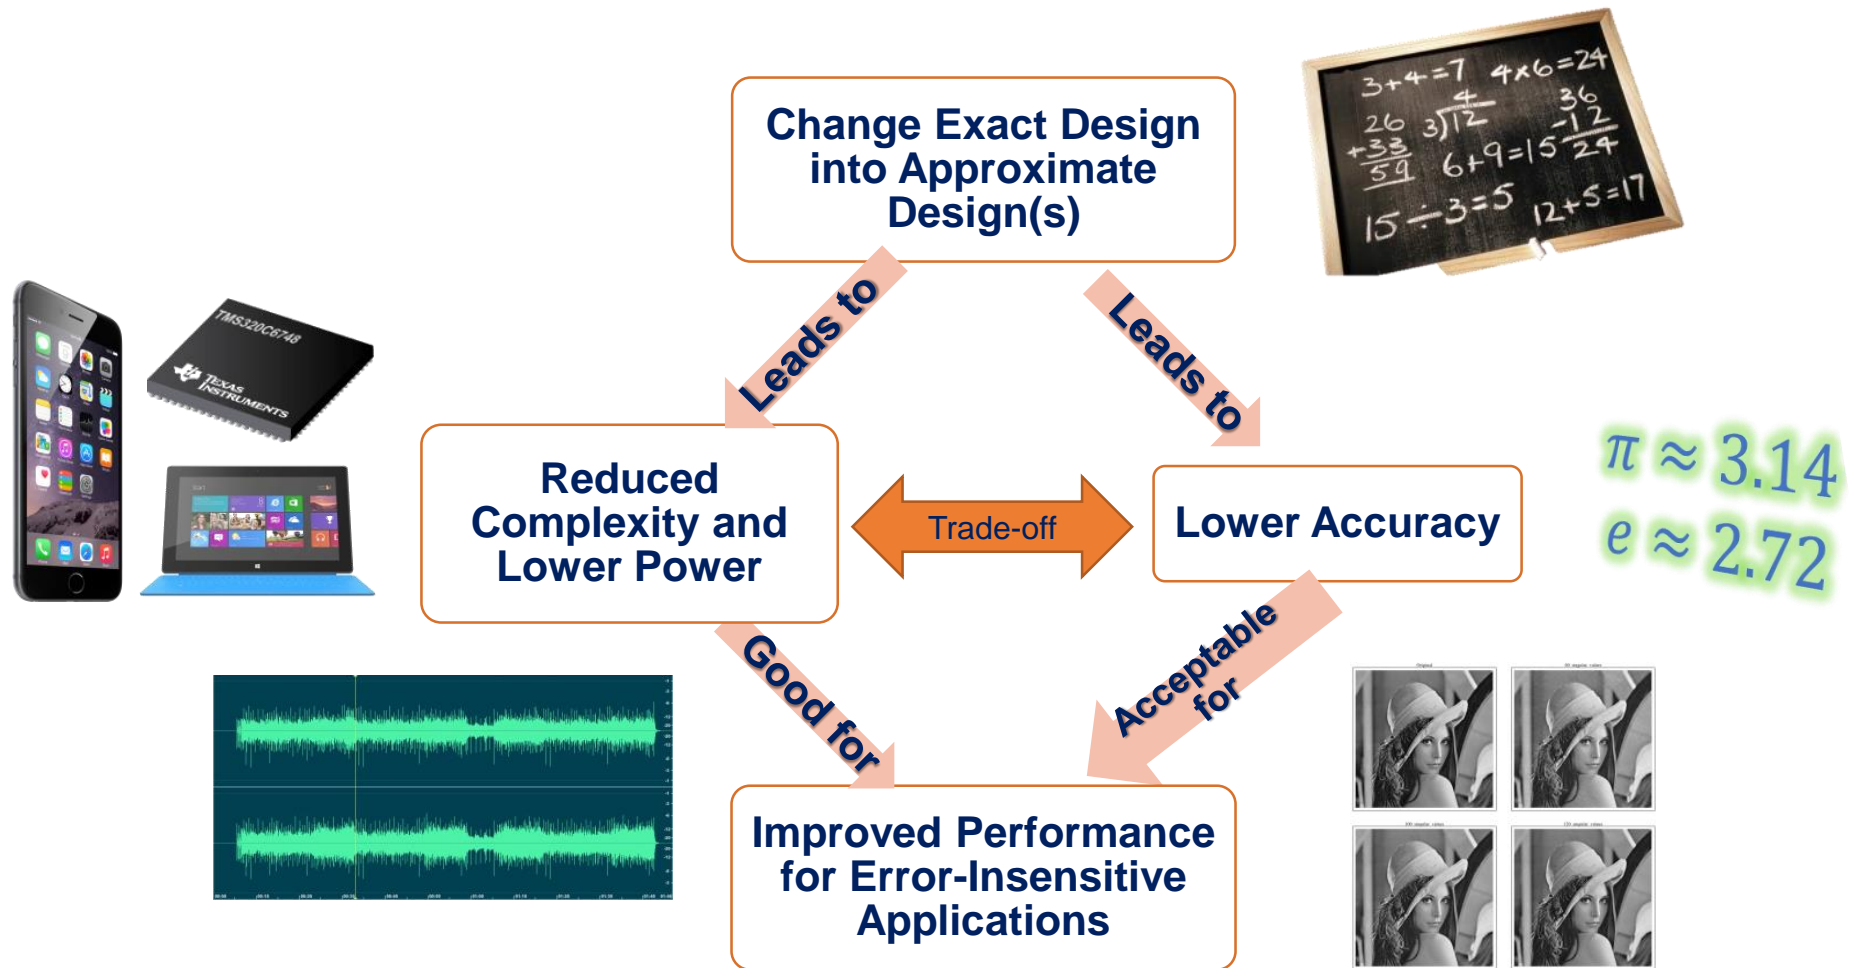 Change Exact Design
into Approximate
Design(s)
3+4=7 4×6=24
4
26 3)12 36
+33 -12
59 6+9=15 24
15÷3=5 12+5=17
Leads to
Leads to
TMS320C6748
TEXAS
INSTRUMENTS
Reduced
Complexity and
Lower Power
Trade-off
Lower Accuracy
π ≈ 3.14
e ≈ 2.72
Good for
Acceptable
for
Original
Improved Performance
for Error-Insensitive
Applications